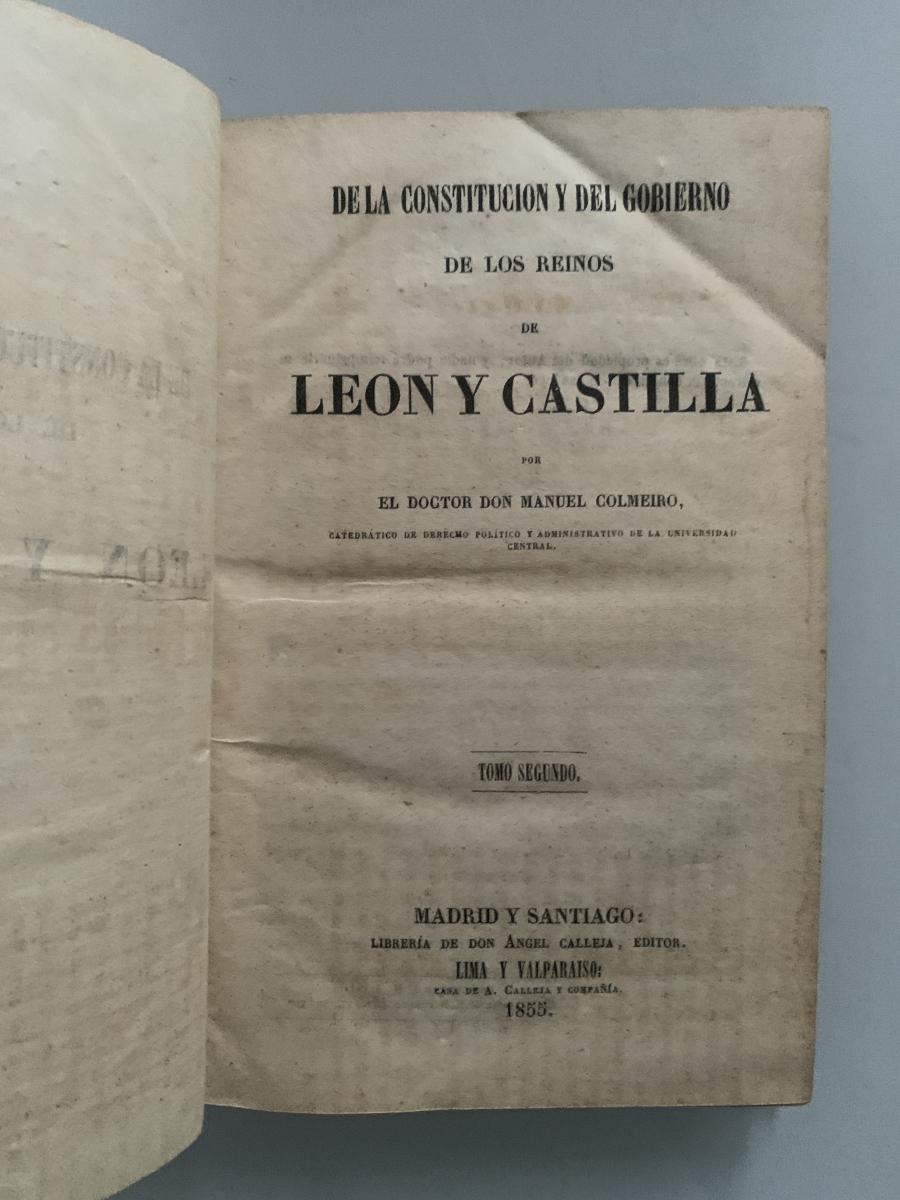 DE LA CONSTITUCION Y DEL GOBIERNO
DE LOS REINOS
DE
LEON Y CASTILLA
POR
EL DOCTOR DON MANUEL COLMEIRO,
CATEDRÁTICO DE DERECHO POLÍTICO Y ADMINISTRATIVO DE LA UNIVERSIDAD
CENTRAL.
TOMO SEGUNDO.
MADRID Y SANTIAGO:
LIBRERÍA DE DON ANGEL CALLEJA, EDITOR.
LIMA Y VALPARAISO:
CASA DE A. CALLEJA Y COMPAÑÍA.
1855.